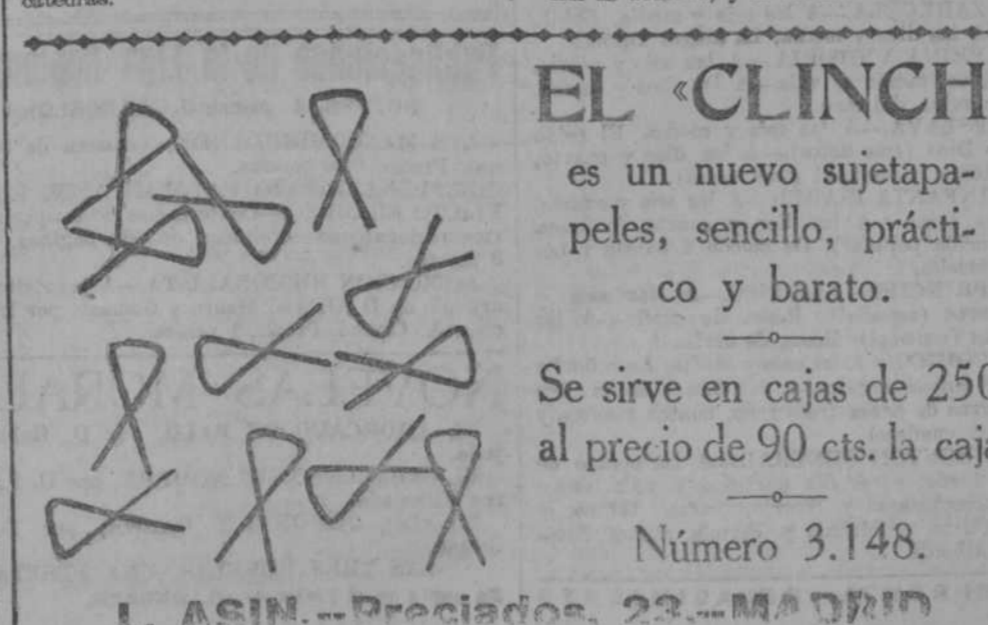 cátedras.
EL «CLINCH
es un nuevo sujetapa-
peles, sencillo, prácti-
co y barato.
Se sirve en cajas de 250
al precio de 90 cts. la caja
Número 3.148.
L. ASIN.--Preciados, 23.--MADRID